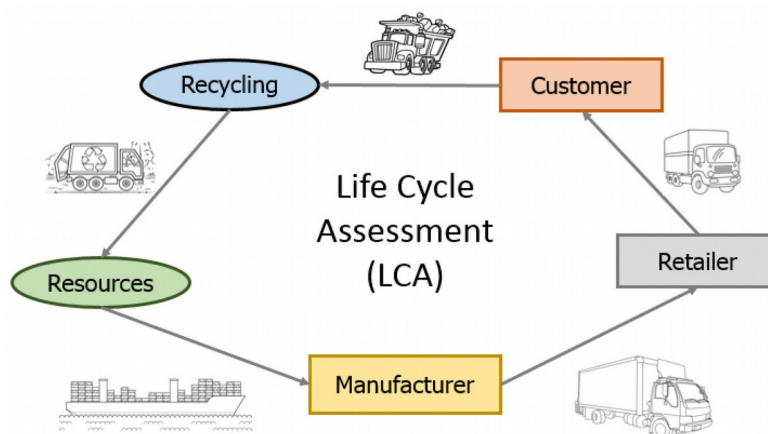 Recycling
Customer
Life Cycle
Assessment
(LCA)
Resources
Retailer
Manufacturer